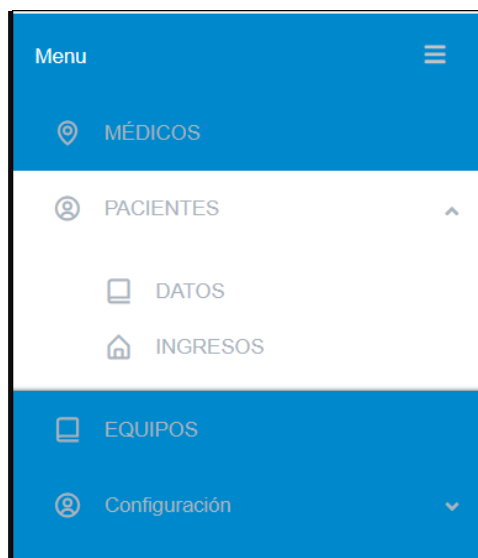 Menu
MÉDICOS
PACIENTES
DATOS
INGRESOS
EQUIPOS
Configuración